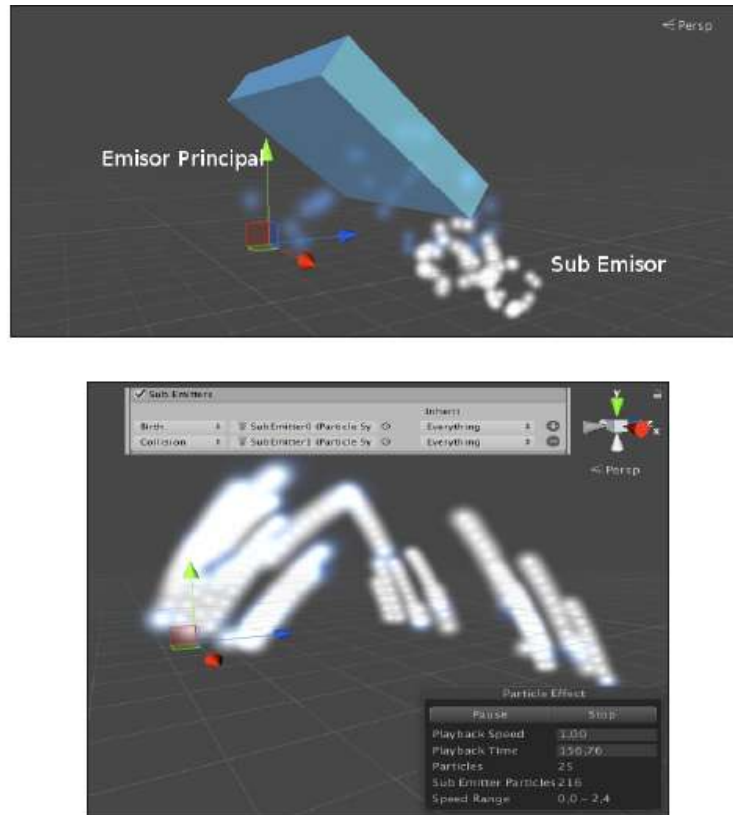 Persp
Emisor Principal
Sub Emisor
Sub Emitters
Inherit
Birth SubEmitter0 (Particle Sy Everything
Collision SubEmitter1 (Particle Sy Everything
y
x
Persp
Particle Effect
Pause Stop
Playback Speed 1,00
Playback Time 156,76
Particles 25
Sub Emitter Particles 216
Speed Range 0,0 – 2,4